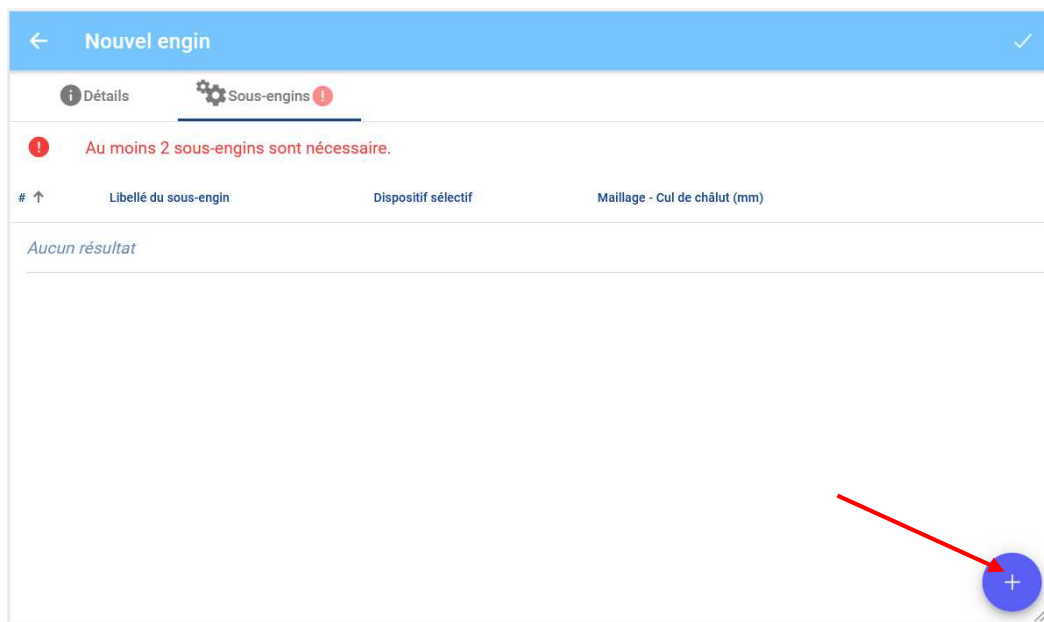 Nouvel engin
Détails Sous-engins
Au moins 2 sous-engins sont nécessaire.
# Libellé du sous-engin Dispositif sélectif Maillage - Cul de châlut (mm)
Aucun résultat